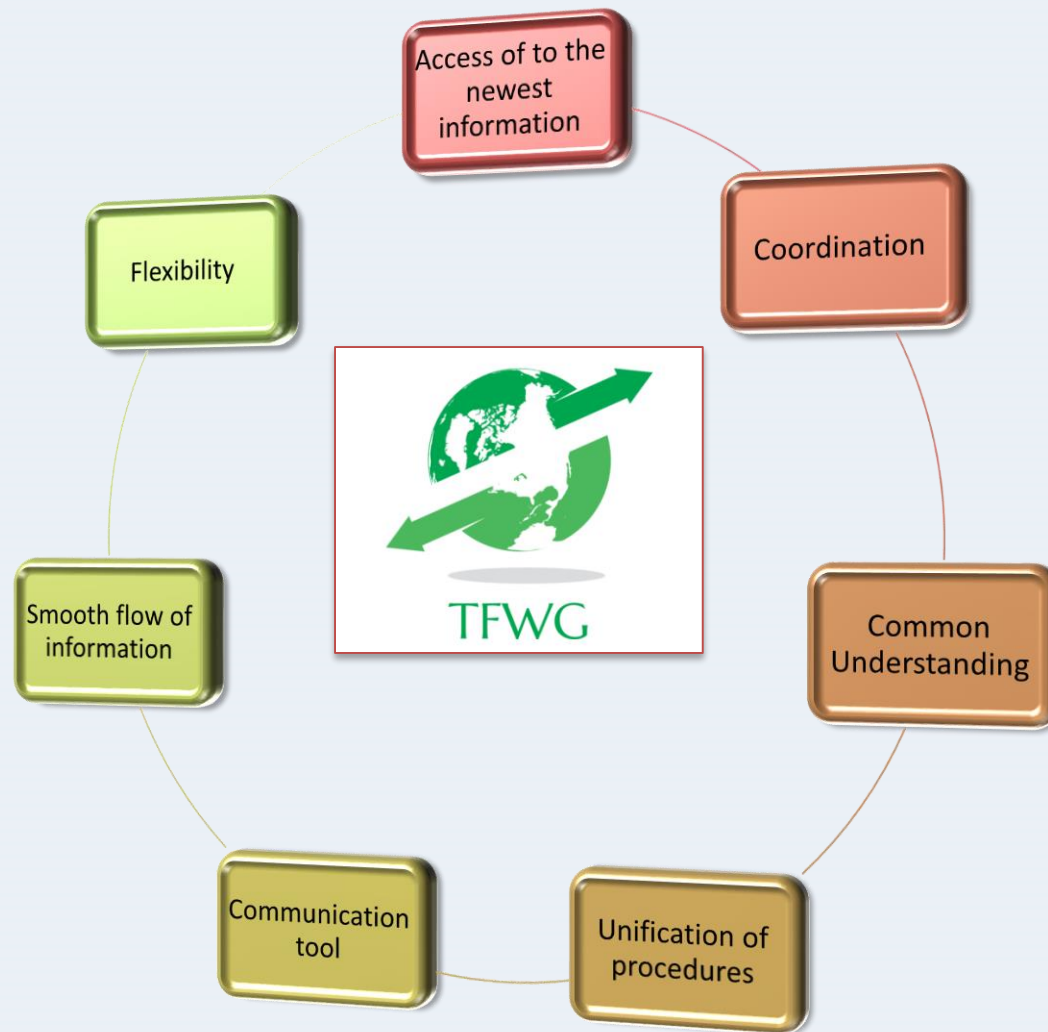 Access of to the
newest
information
Coordination
Common
Understanding
Unification of
procedures
Communication
tool
Smooth flow of
information
Flexibility
TFWG